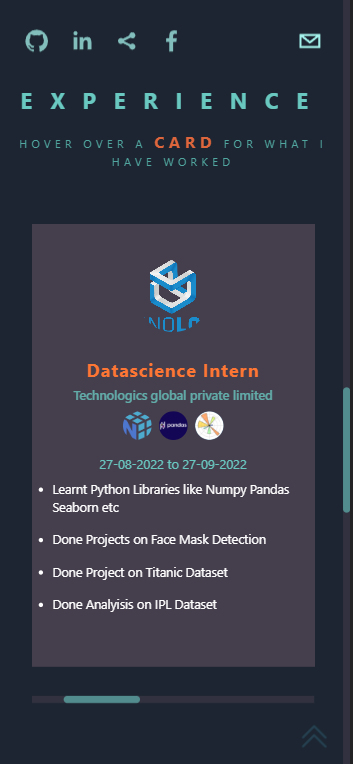 EXPERIENCE
HOVER OVER A CARD FOR WHAT I
HAVE WORKED
Datascience Intern
Technologics global private limited
pandas
27-08-2022 to 27-09-2022
• Learnt Python Libraries like Numpy Pandas
Seaborn etc
• Done Projects on Face Mask Detection
• Done Project on Titanic Dataset
• Done Analyisis on IPL Dataset